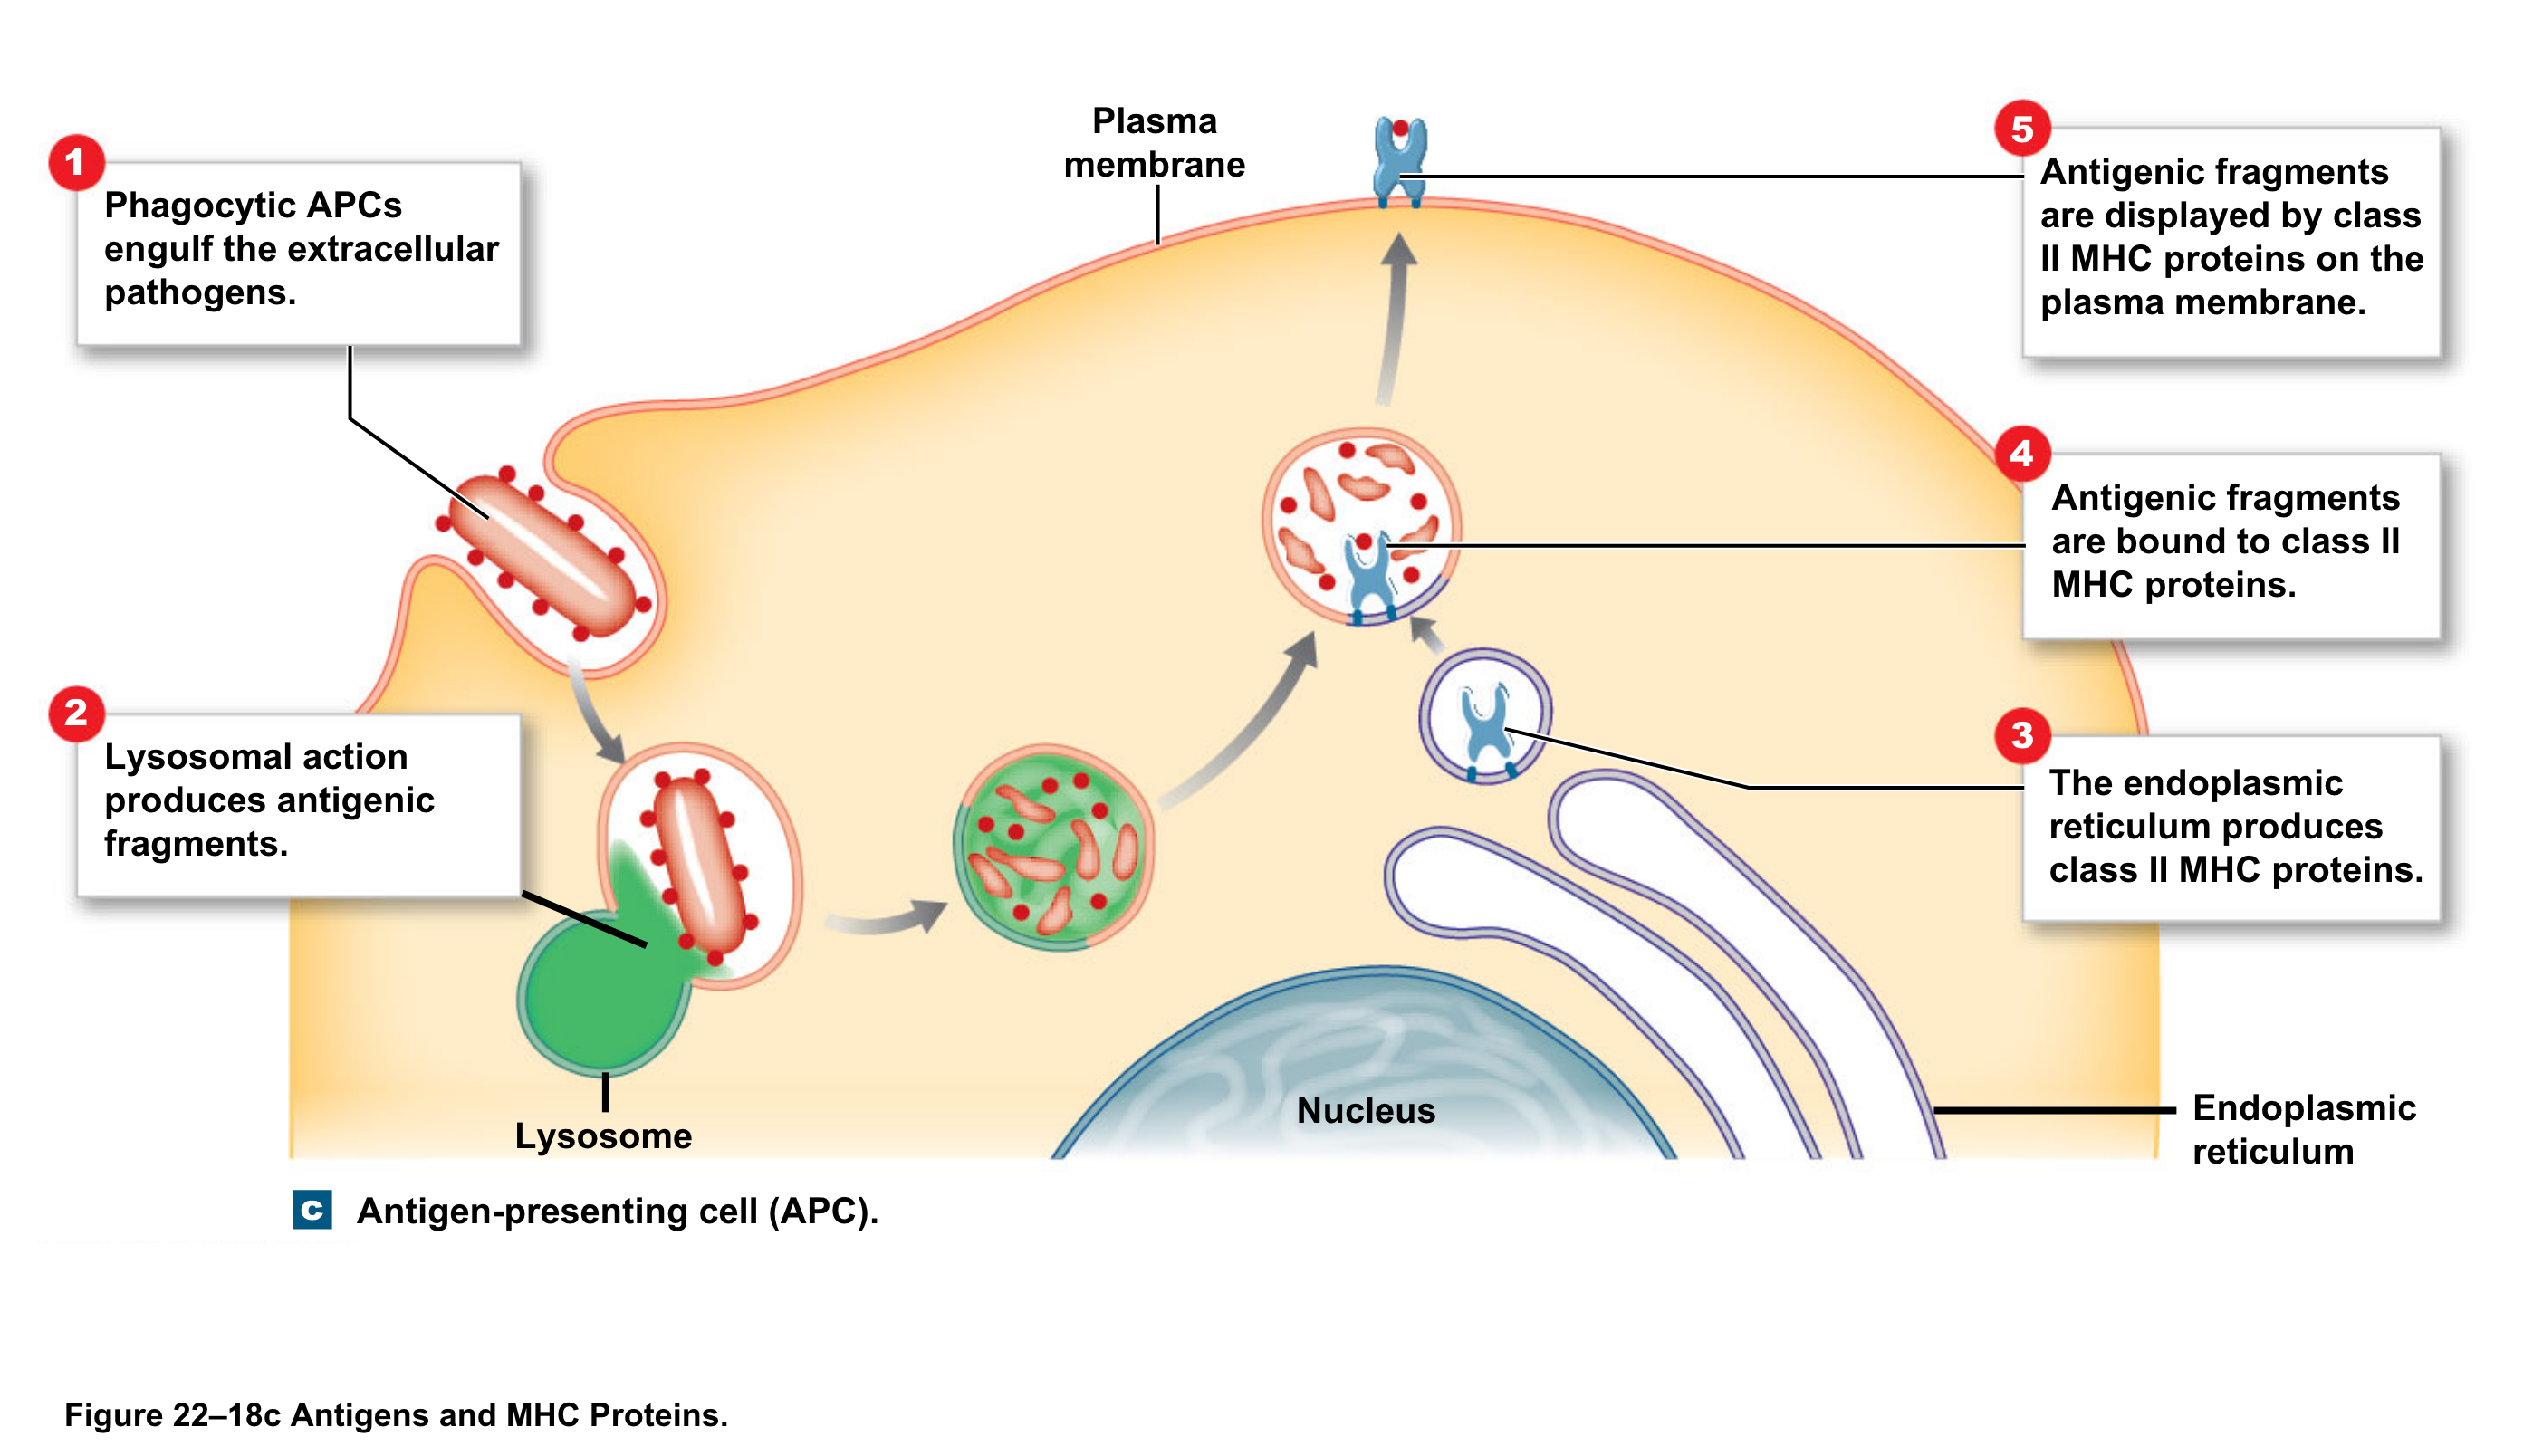 1
Phagocytic APCs
engulf the extracellular
pathogens.
2
Lysosomal action
produces antigenic
fragments.
Plasma
membrane
5
Antigenic fragments
are displayed by class
II MHC proteins on the
plasma membrane.
4
Antigenic fragments
are bound to class II
MHC proteins.
3
The endoplasmic
reticulum produces
class II MHC proteins.
Lysosome
Nucleus
Endoplasmic
reticulum
C Antigen-presenting cell (APC).
Figure 22–18c Antigens and MHC Proteins.